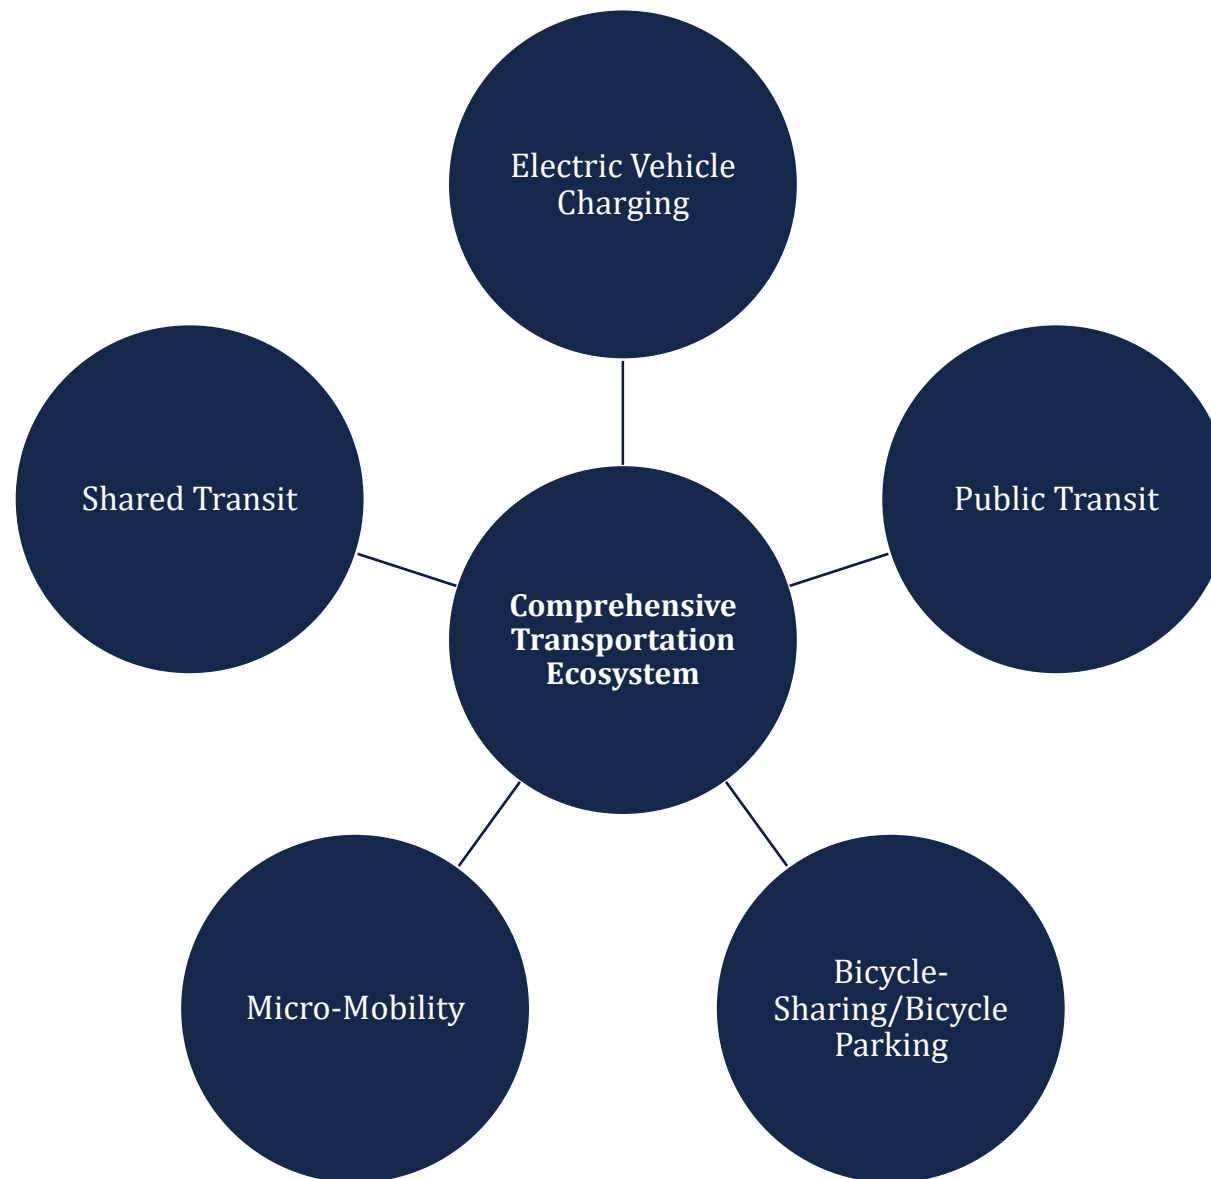 Electric Vehicle
Charging
Shared Transit
Public Transit
Comprehensive
Transportation
Ecosystem
Micro-Mobility
Bicycle-
Sharing/Bicycle
Parking